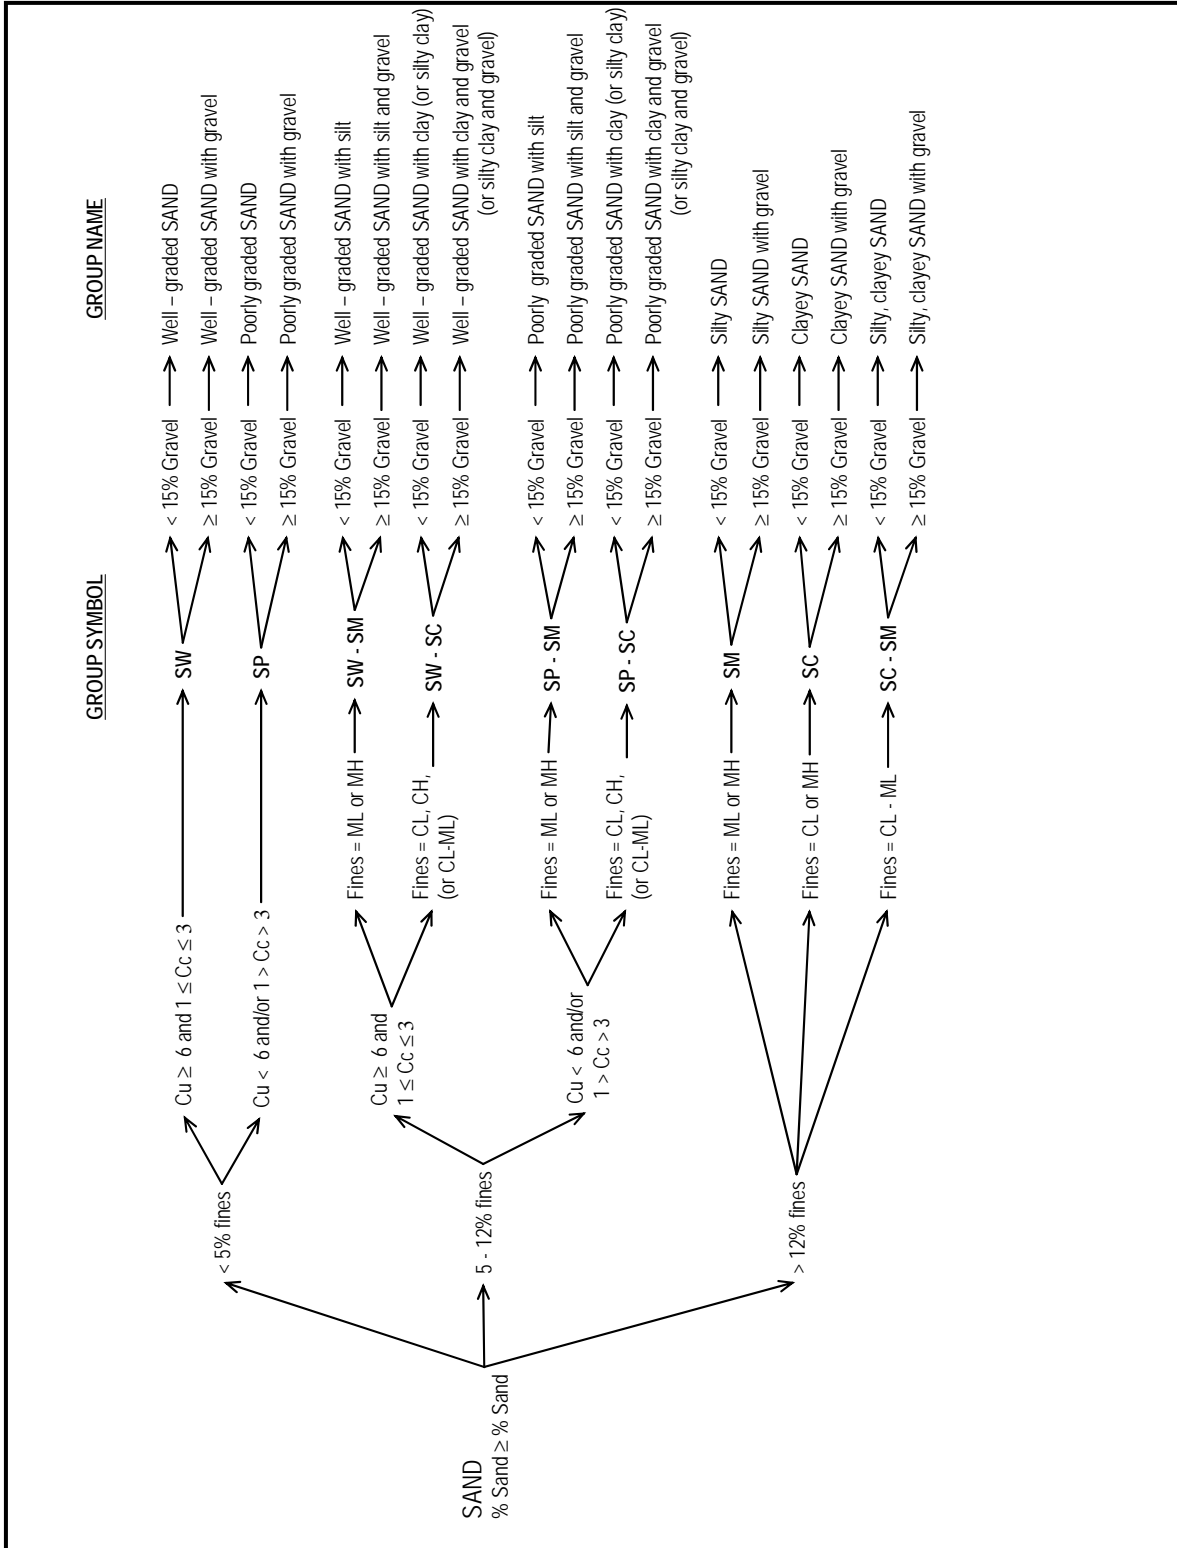 GROUP SYMBOL
GROUP NAME
SAND
% Sand ≥ % Sand
< 5% fines
Cu ≥ 6 and 1 ≤ Cc ≤ 3
SW
< 15% Gravel
Well – graded SAND
≥ 15% Gravel
Well – graded SAND with gravel
Cu < 6 and/or 1 > Cc > 3
SP
< 15% Gravel
Poorly graded SAND
≥ 15% Gravel
Poorly graded SAND with gravel
5 - 12% fines
Cu ≥ 6 and
1 ≤ Cc ≤ 3
Fines = ML or MH
SW - SM
< 15% Gravel
Well – graded SAND with silt
≥ 15% Gravel
Well – graded SAND with silt and gravel
Fines = CL, CH,
(or CL-ML)
SW - SC
< 15% Gravel
Well – graded SAND with clay (or silty clay)
≥ 15% Gravel
Well – graded SAND with clay and gravel
(or silty clay and gravel)
Cu < 6 and/or
1 > Cc > 3
Fines = ML or MH
SP - SM
< 15% Gravel
Poorly graded SAND with silt
≥ 15% Gravel
Poorly graded SAND with silt and gravel
Fines = CL, CH,
(or CL-ML)
SP - SC
< 15% Gravel
Poorly graded SAND with clay (or silty clay)
≥ 15% Gravel
Poorly graded SAND with clay and gravel
(or silty clay and gravel)
> 12% fines
Fines = ML or MH
SM
< 15% Gravel
Silty SAND
≥ 15% Gravel
Silty SAND with gravel
Fines = CL or MH
SC
< 15% Gravel
Clayey SAND
≥ 15% Gravel
Clayey SAND with gravel
Fines = CL - ML
SC - SM
< 15% Gravel
Silty, clayey SAND
≥ 15% Gravel
Silty, clayey SAND with gravel